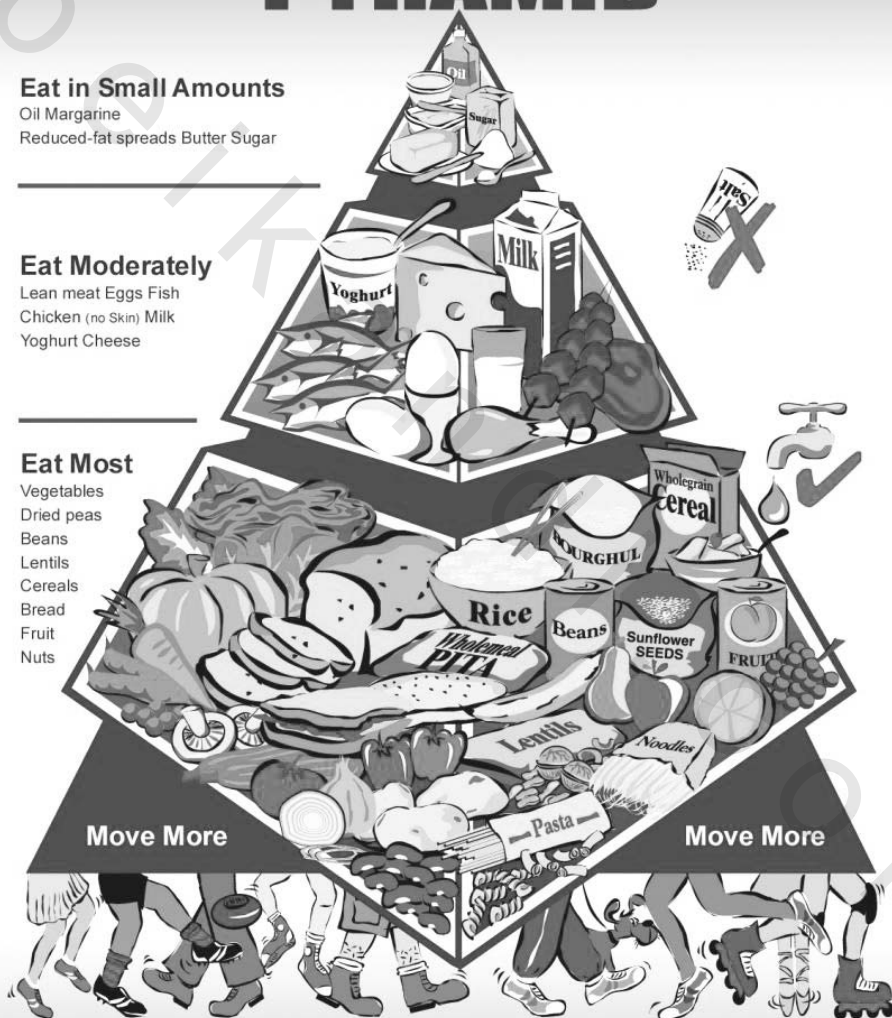 PYRAMID
Eat in Small Amounts
Oil Margarine
Reduced-fat spreads Butter Sugar
Oil
Sugar
Salt
Eat Moderately
Lean meat Eggs Fish
Chicken (no Skin) Milk
Yoghurt Cheese
Milk
Yoghurt
Eat Most
Vegetables
Dried peas
Beans
Lentils
Cereals
Bread
Fruit
Nuts
Wholegrain
Cereal
BOURGHUL
Rice
Beans
Sunflower
SEEDS
FRUIT
Wholemeal
PITA
Lentils
Noodles
Pasta
Move More
Move More